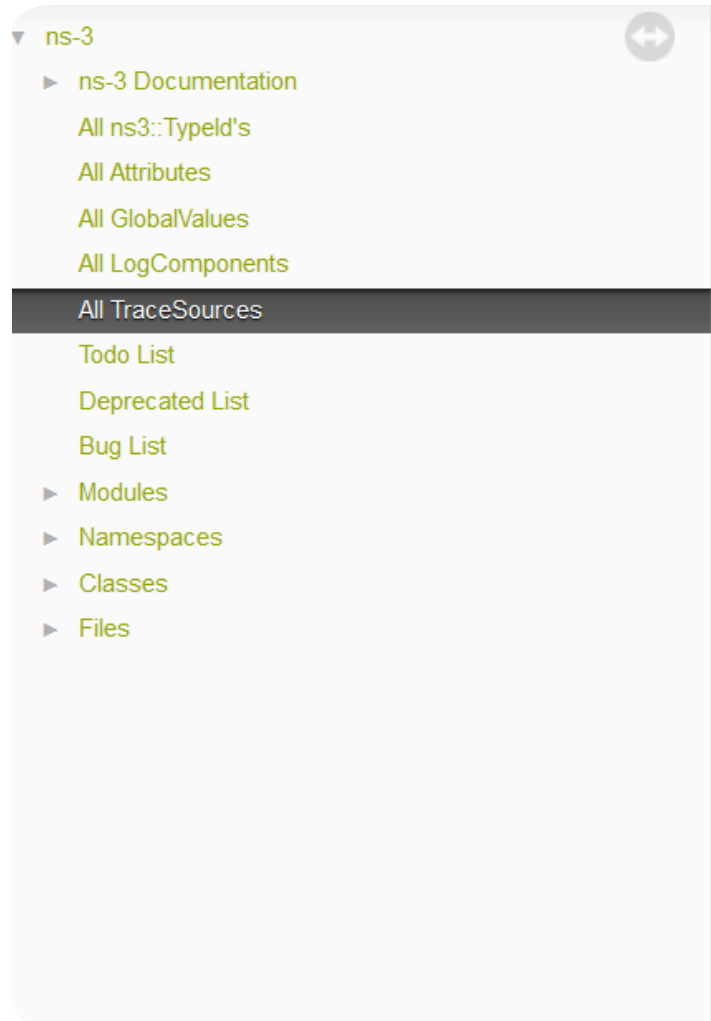 ns-3
ns-3 Documentation
All ns3::TypeId's
All Attributes
All GlobalValues
All LogComponents
All TraceSources
Todo List
Deprecated List
Bug List
Modules
Namespaces
Classes
Files